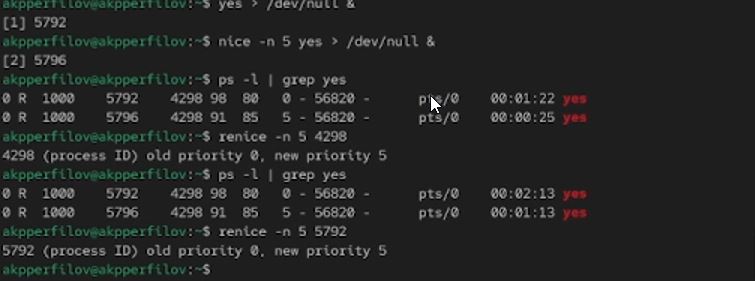 akpperfilov@akpperfilov:~$ yes > /dev/null &
[1] 5792
akpperfilov@akpperfilov:~$ nice -n 5 yes > /dev/null &
[2] 5796
akpperfilov@akpperfilov:~$ ps -l | grep yes
0 R  1000    5792    4298 98  80   0 - 56820 -      pts/0    00:01:22 yes
0 R  1000    5796    4298 91  85   5 - 56820 -      pts/0    00:00:25 yes
akpperfilov@akpperfilov:~$ renice -n 5 4298
4298 (process ID) old priority 0, new priority 5
akpperfilov@akpperfilov:~$ ps -l | grep yes
0 R  1000    5792    4298 98  80   0 - 56820 -      pts/0    00:02:13 yes
0 R  1000    5796    4298 91  85   5 - 56820 -      pts/0    00:01:13 yes
akpperfilov@akpperfilov:~$ renice -n 5 5792
5792 (process ID) old priority 0, new priority 5
akpperfilov@akpperfilov:~$